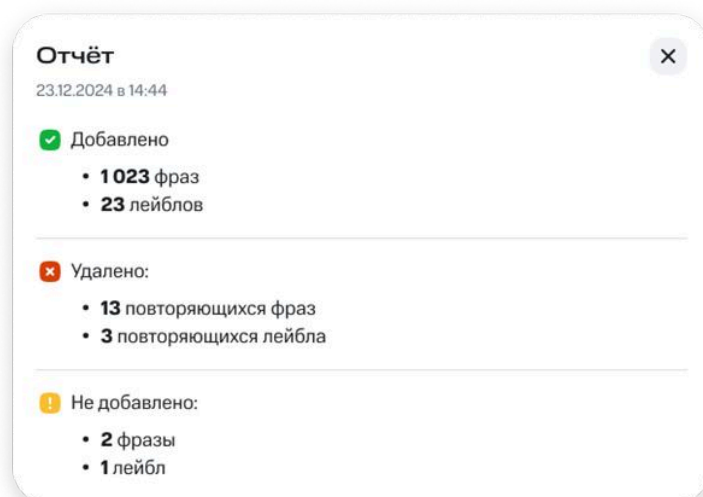 Отчёт
23.12.2024 в 14:44
Добавлено
• 1 023 фраз
• 23 лейблов
Удалено:
• 13 повторяющихся фраз
• 3 повторяющихся лейбла
Не добавлено:
• 2 фразы
• 1 лейбл